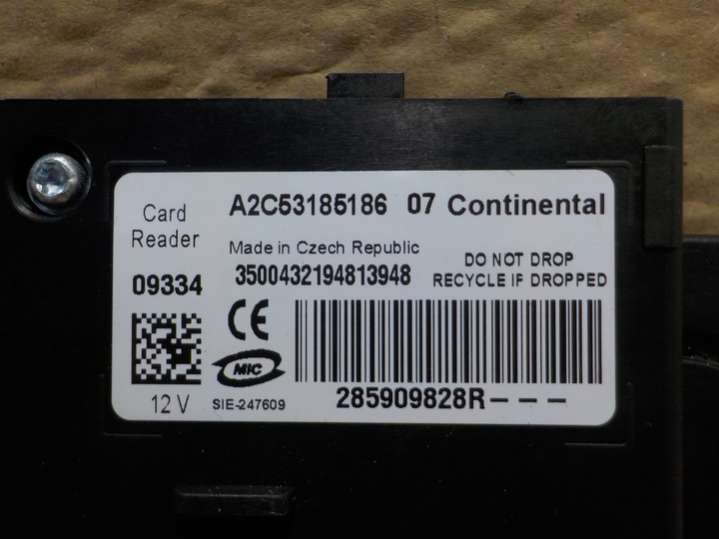 Card Reader
A2C53185186 07 Continental
Made in Czech Republic
3500432194813948
DO NOT DROP
RECYCLE IF DROPPED
09334
CE
MIC
12 V
SIE-247609
285909828R---